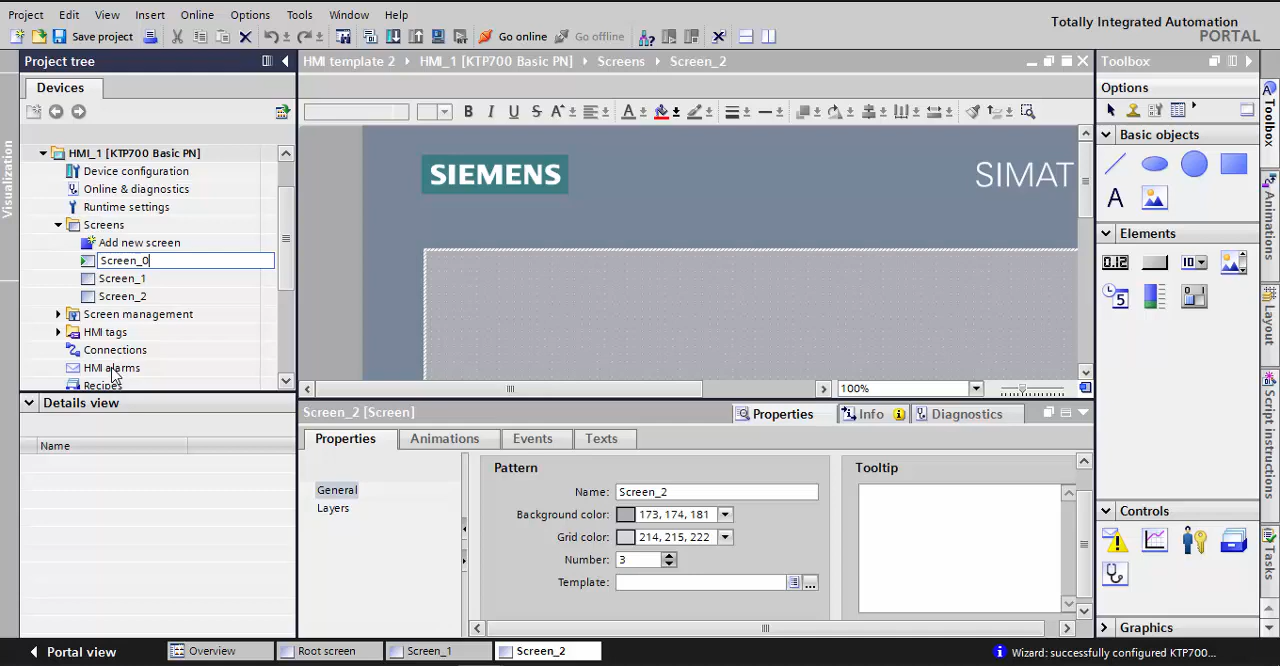 Project Edit View Insert Online Options Tools Window Help
Totally Integrated Automation
PORTAL
Save project
Go online
Go offline
Project tree
HMI template 2 › HMI_1 [KTP700 Basic PN] › Screens › Screen_2
Toolbox
Devices
Options
B I U S A A
Basic objects
A
HMI_1 [KTP700 Basic PN]
Device configuration
Online & diagnostics
Runtime settings
Screens
Add new screen
Screen_0
Screen_1
Screen_2
Screen management
HMI tags
Connections
HMI alarms
Recipes
SIEMENS
SIMAT
Elements
0.12
10
5
100%
Details view
Name
Screen_2 [Screen]
Properties
Info
Diagnostics
Properties Animations Events Texts
General
Layers
Pattern
Name: Screen_2
Background color: 173, 174, 181
Grid color: 214, 215, 222
Number: 3
Template:
...
Tooltip
Controls
Graphics
Visualization
Toolbox
Animations
Layout
Script instructions
Tasks
Portal view
Overview
Root screen
Screen_1
Screen_2
Wizard: successfully configured KTP700...